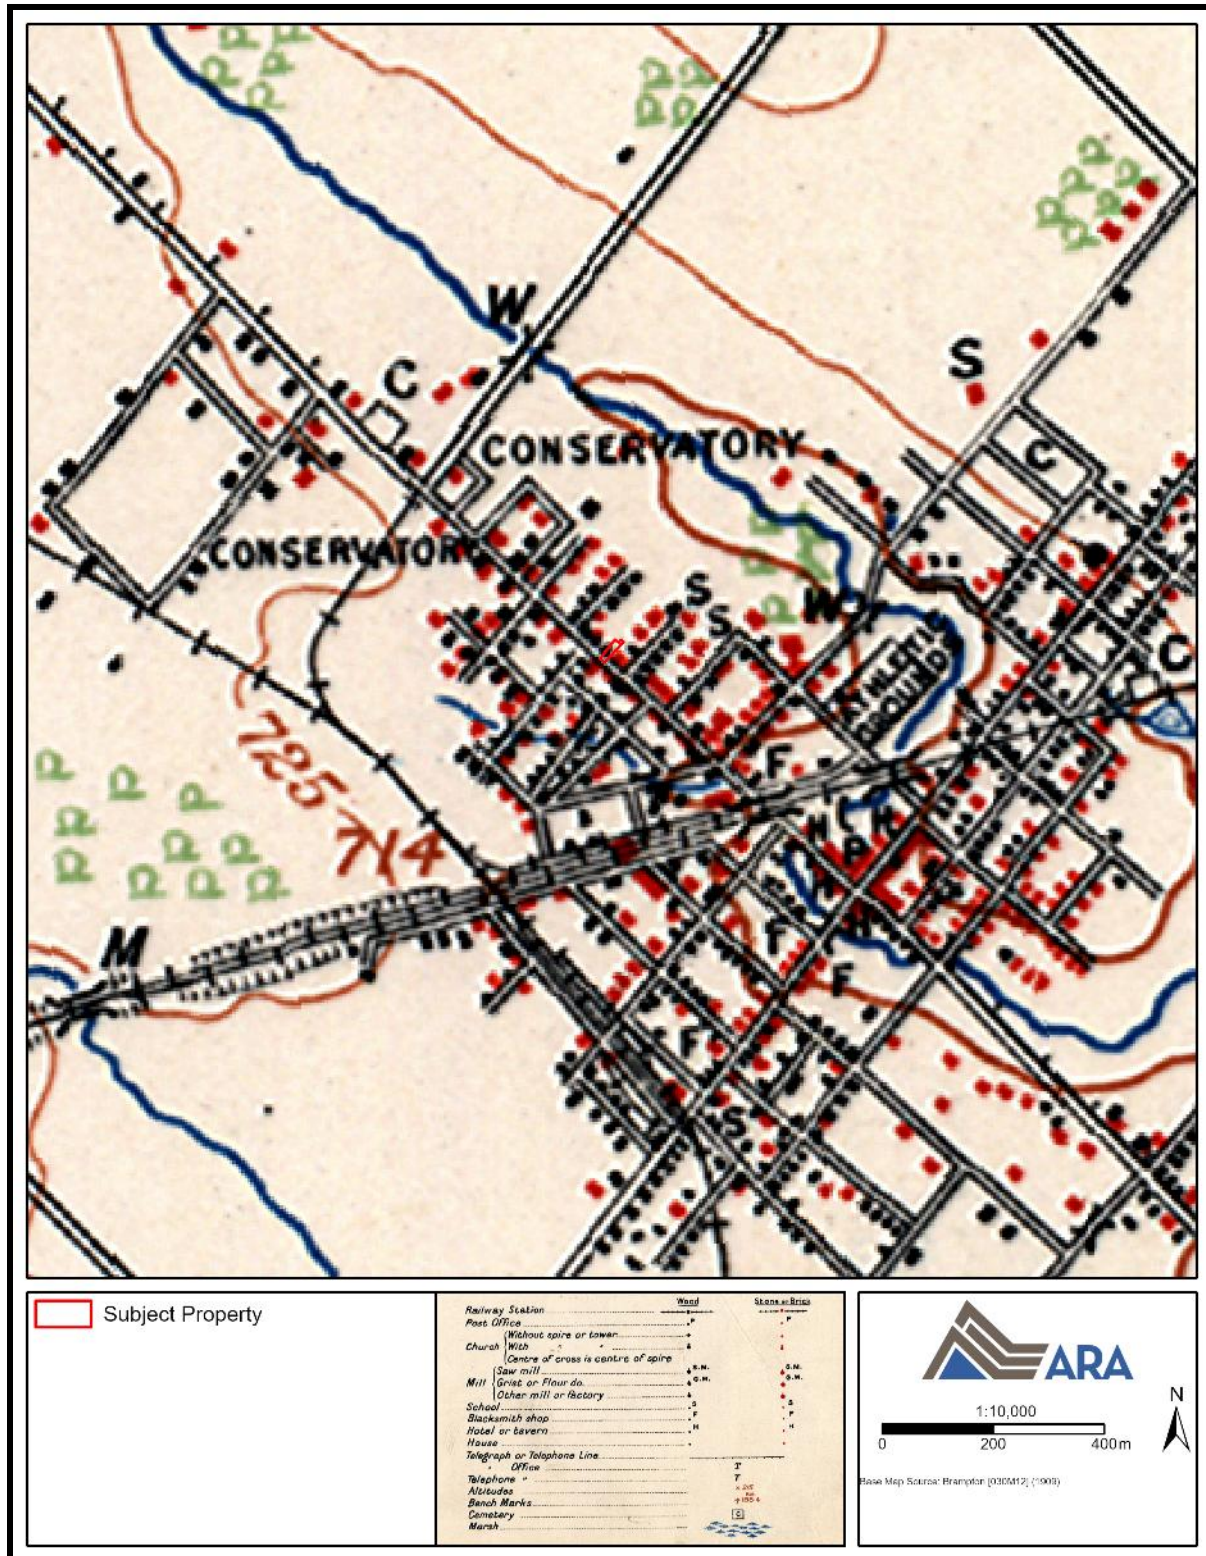 W
S
C
CONSERVATORY
C
CONSERVATORY
S
S
W
C
ATHLETIC
GROUND
725
F
714
H
S
H
P
H
H
M
F
F
F
S
Subject Property
Wood
Stone or Brick
Railway Station
Post Office P P
Without spire or tower
Church With " "
Centre of cross is centre of spire
Saw mill S.M. S.M.
Mill Grist or Flour do. G.M. G.M.
Other mill or factory
School S S
Blacksmith shop F F
Hotel or tavern H H
House
Telegraph or Telephone Line
" Office T
Telephone " T
Altitudes
Bench Marks
Cemetery C
Marsh
ARA
1:10,000
N
0 200 400m
Base Map Source: Brampton [030M12] (1909)